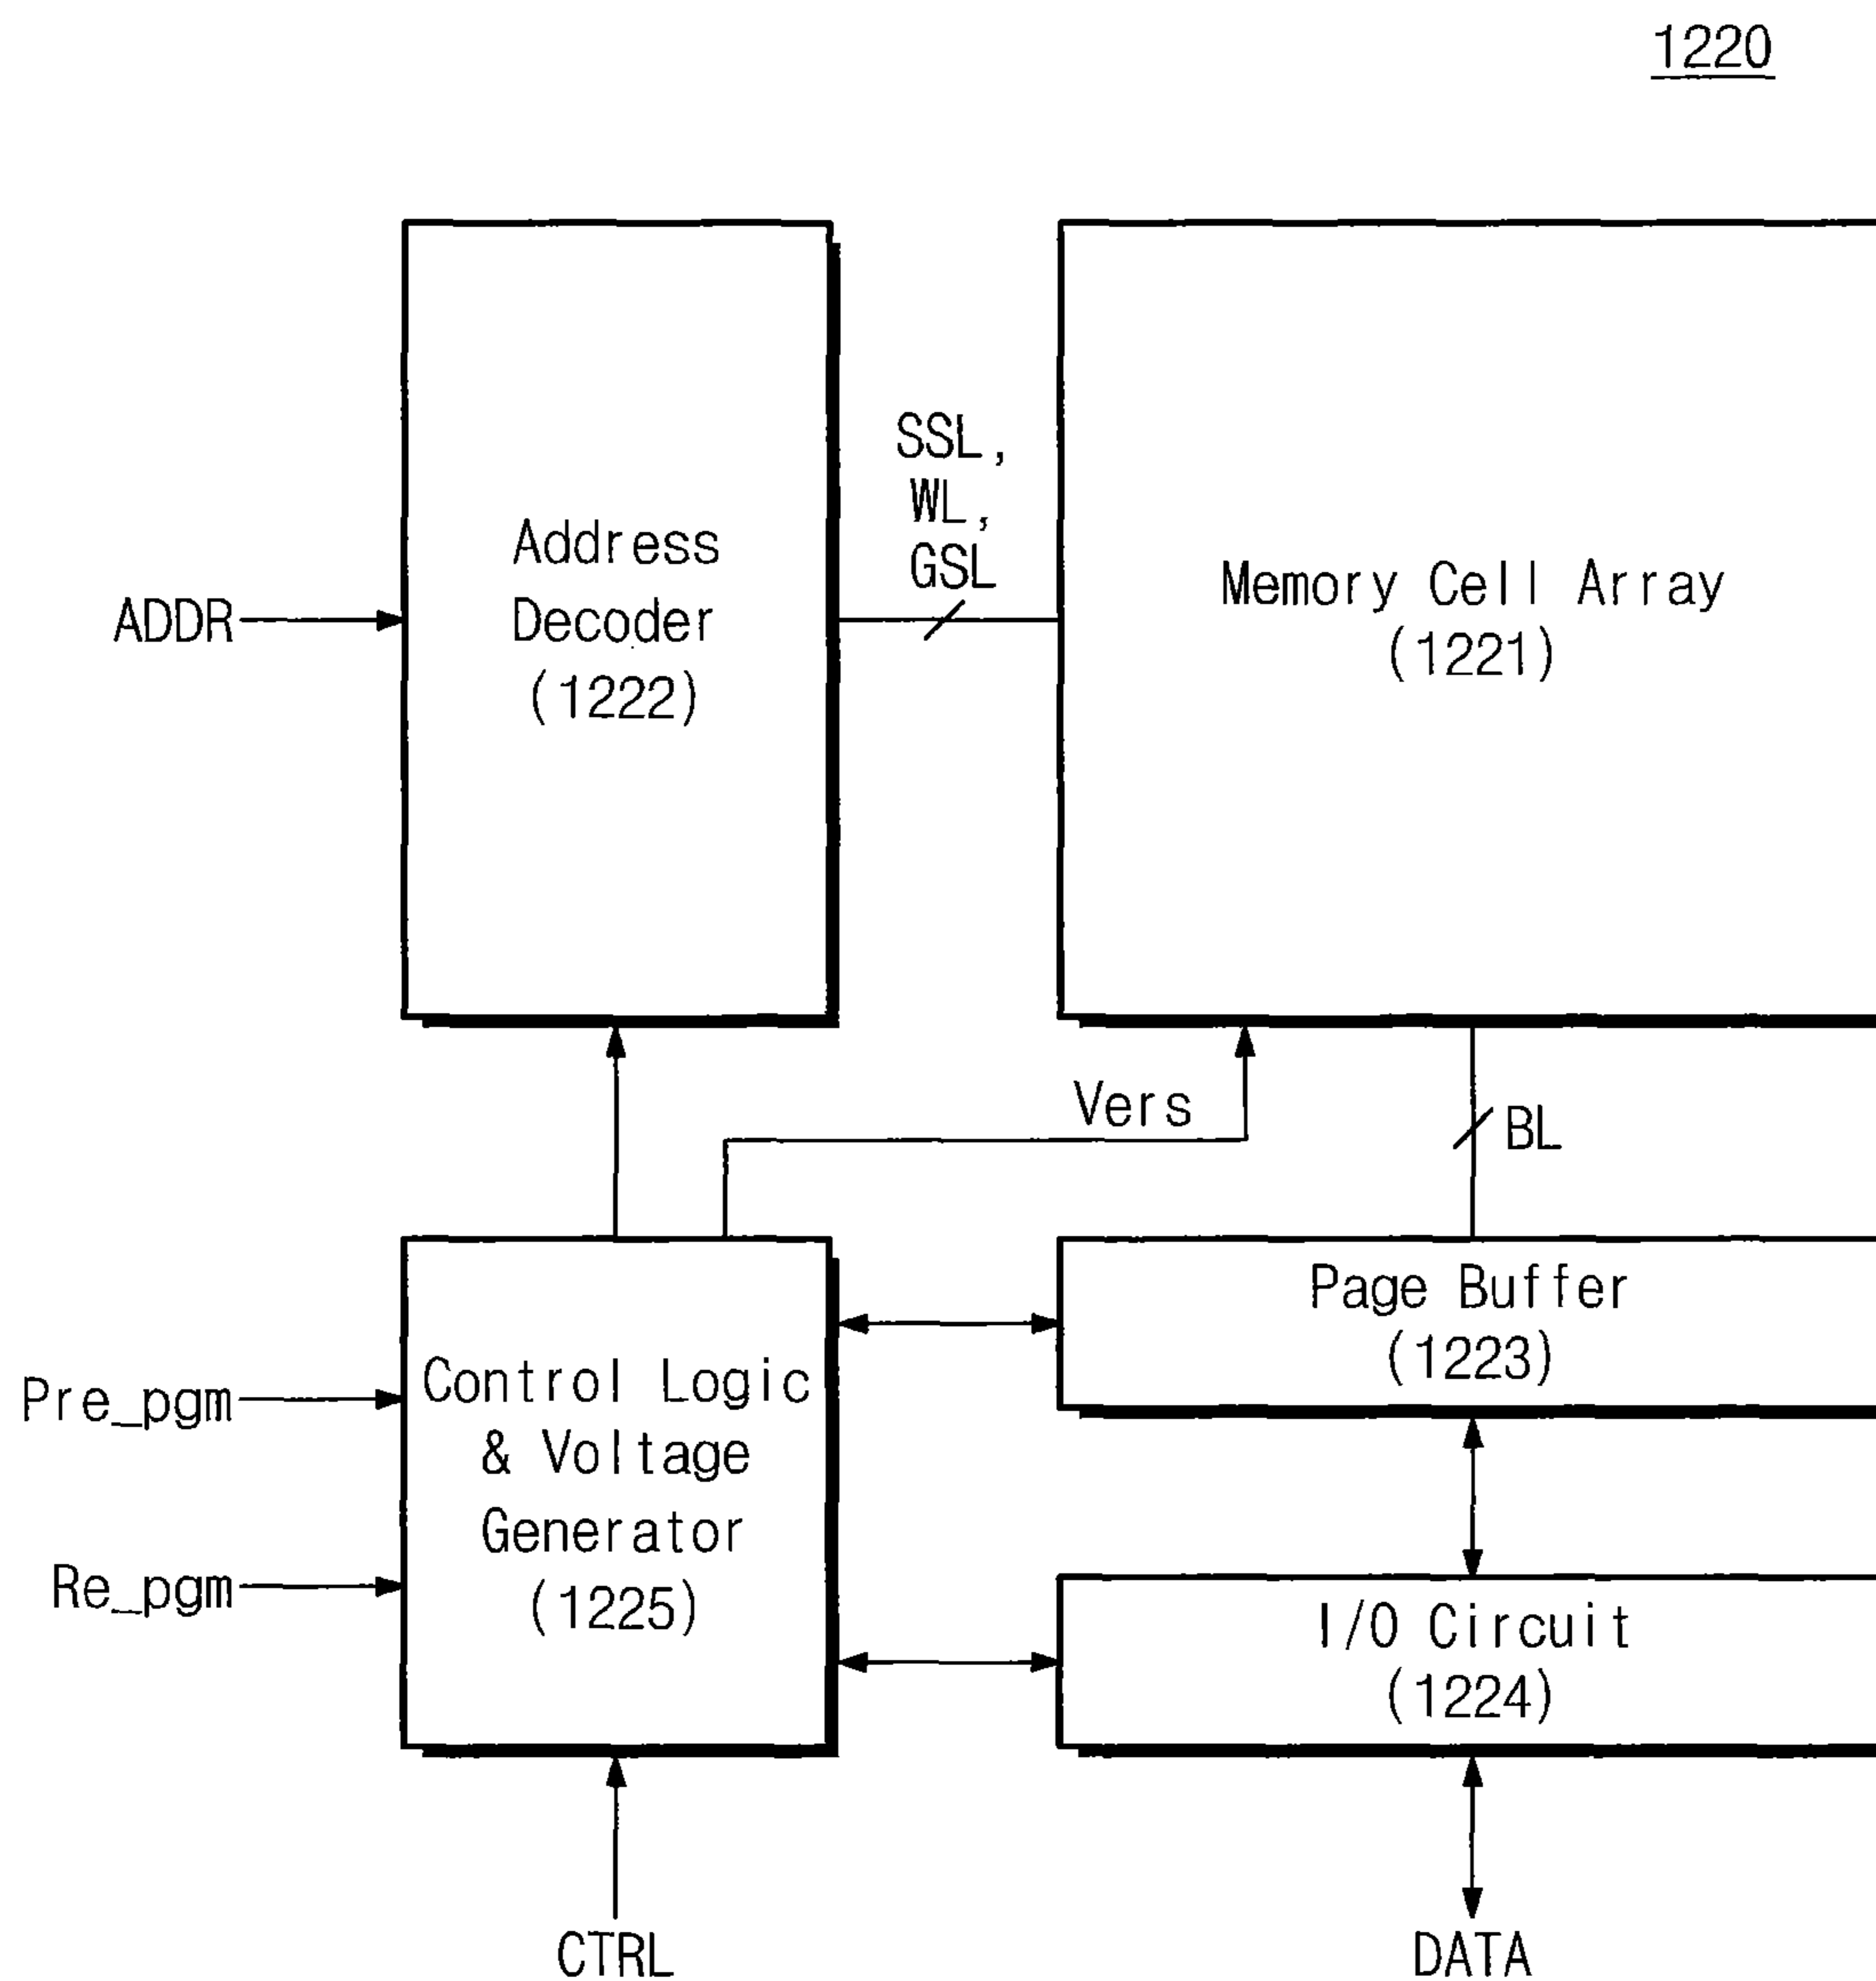 1220
SSL,
WL,
GSL
Address
Decoder
(1222)
ADDR
Memory Cell Array
(1221)
Vers
BL
Page Buffer
(1223)
Pre_pgm
Control Logic
& Voltage
Generator
(1225)
Re_pgm
I/O Circuit
(1224)
CTRL
DATA